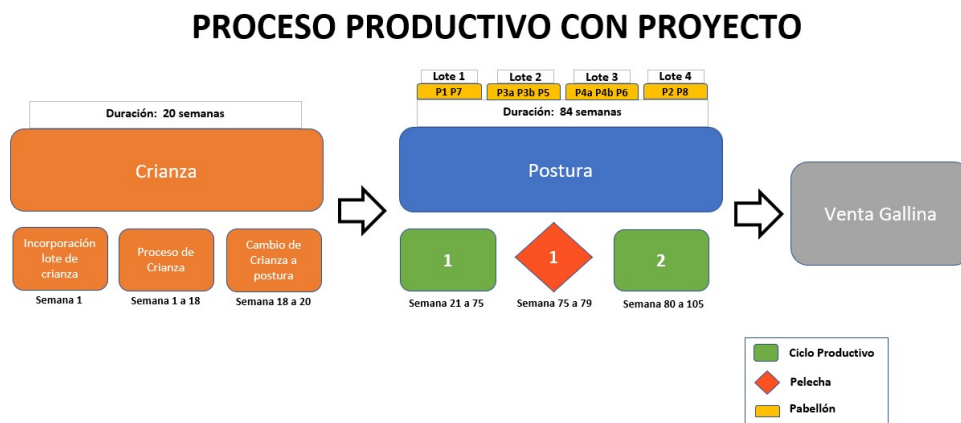 PROCESO PRODUCTIVO CON PROYECTO
Duración: 20 semanas
Crianza
Incorporación
lote de
crianza
Semana 1
Proceso de
Crianza
Semana 1 a 18
Cambio de
Crianza a
postura
Semana 18 a 20
Lote 1
P1 P7
Lote 2
P3a P3b P5
Lote 3
P4a P4b P6
Lote 4
P2 P8
Duración: 84 semanas
Postura
1
Semana 21 a 75
1
Semana 75 a 79
2
Semana 80 a 105
Venta Gallina
Ciclo Productivo
Pelecha
Pabellón